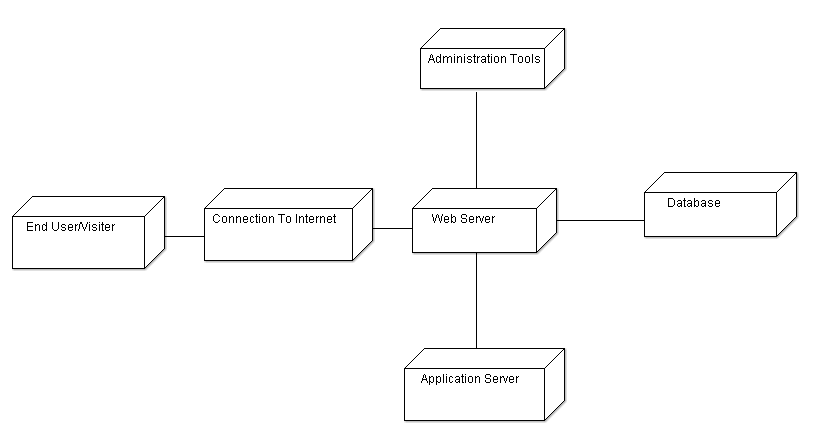 Administration Tools
End User/Visiter
Connection To Internet
Web Server
Database
Application Server